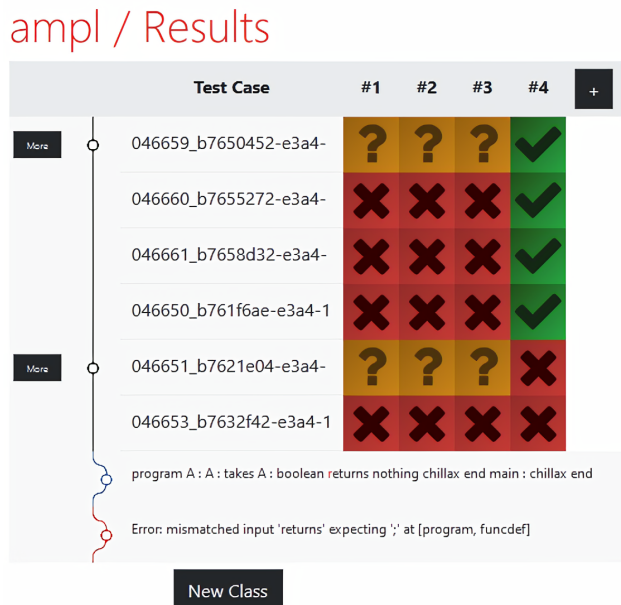 ampl / Results
Test Case #1 #2 #3 #4 +
More 046659_b7650452-e3a4-
046660_b7655272-e3a4-
046661_b7658d32-e3a4-
046650_b761f6ae-e3a4-1
More 046651_b7621e04-e3a4-
046653_b7632f42-e3a4-1
program A : A : takes A : boolean returns nothing chillax end main : chillax end
Error: mismatched input 'returns' expecting ';' at [program, funcdef]
New Class